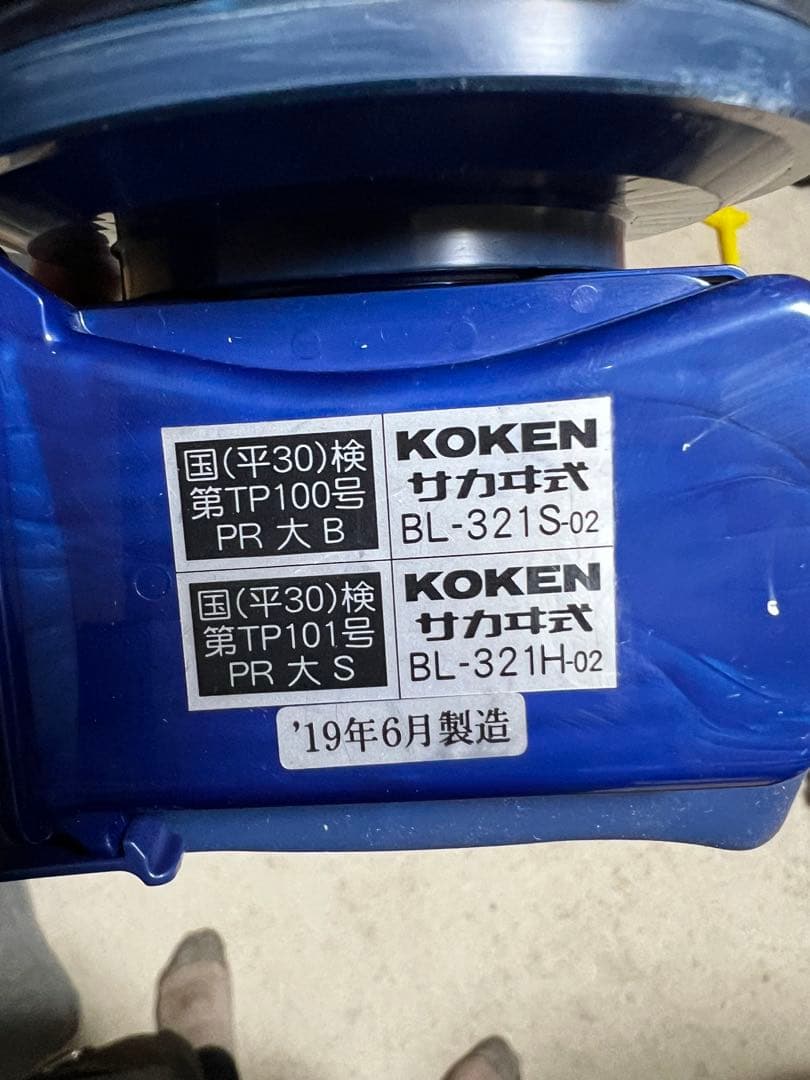 国(平30)検
第TP100号
PR 大 B
KOKEN
サカヰ式
BL-321S-02
国(平30)検
第TP101号
PR 大 S
KOKEN
サカヰ式
BL-321H-02
'19年6月製造